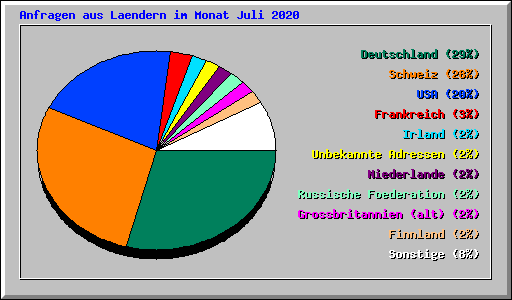 Anfragen aus Laendern im Monat Juli 2020
Deutschland (29%)
Schweiz (28%)
USA (20%)
Frankreich (3%)
Irland (2%)
Unbekannte Adressen (2%)
Niederlande (2%)
Russische Foederation (2%)
Grossbritannien (alt) (2%)
Finnland (2%)
Sonstige (8%)